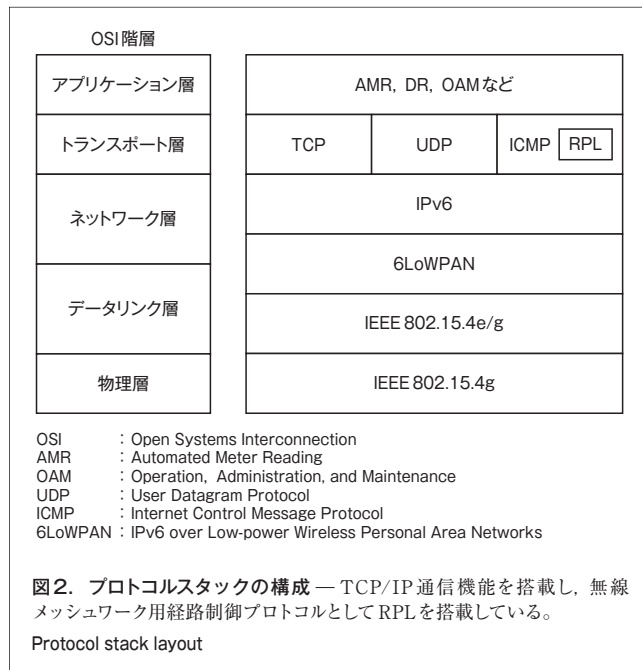 OSI階層
アプリケーション層
AMR, DR, OAMなど
トランスポート層
TCP
UDP
ICMP
RPL
ネットワーク層
IPv6
6LoWPAN
データリンク層
IEEE 802.15.4e/g
物理層
IEEE 802.15.4g
OSI : Open Systems Interconnection
AMR : Automated Meter Reading
OAM : Operation, Administration, and Maintenance
UDP : User Datagram Protocol
ICMP : Internet Control Message Protocol
6LoWPAN : IPv6 over Low-power Wireless Personal Area Networks
図2. プロトコルスタックの構成 — TCP/IP通信機能を搭載し, 無線
メッシュワーク用経路制御プロトコルとしてRPLを搭載している。
Protocol stack layout